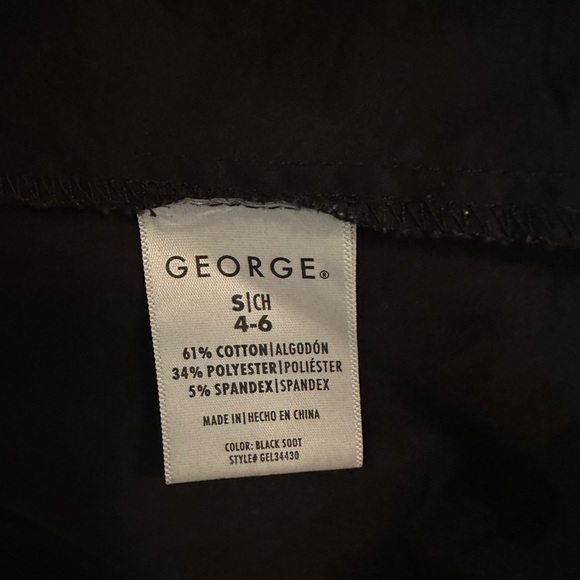 GEORGE®
S|CH
4-6
61% COTTON|ALGODÓN
34% POLYESTER|POLIÉSTER
5% SPANDEX|SPANDEX
MADE IN|HECHO EN CHINA
COLOR: BLACK SOOT
STYLE# GEL34430